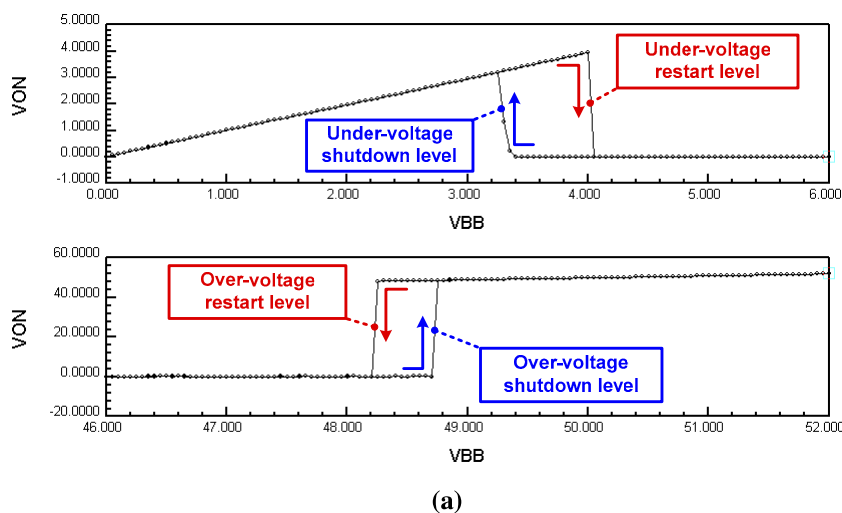 5.0000
4.0000
3.0000
2.0000
1.0000
0.0000
-1.0000
VON
Under-voltage
restart level
Under-voltage
shutdown level
0.000 1.000 2.000 3.000 4.000 5.000 6.000
VBB
60.0000
40.0000
20.0000
0.0000
-20.0000
VON
Over-voltage
restart level
Over-voltage
shutdown level
46.000 47.000 48.000 49.000 50.000 51.000 52.000
VBB
(a)